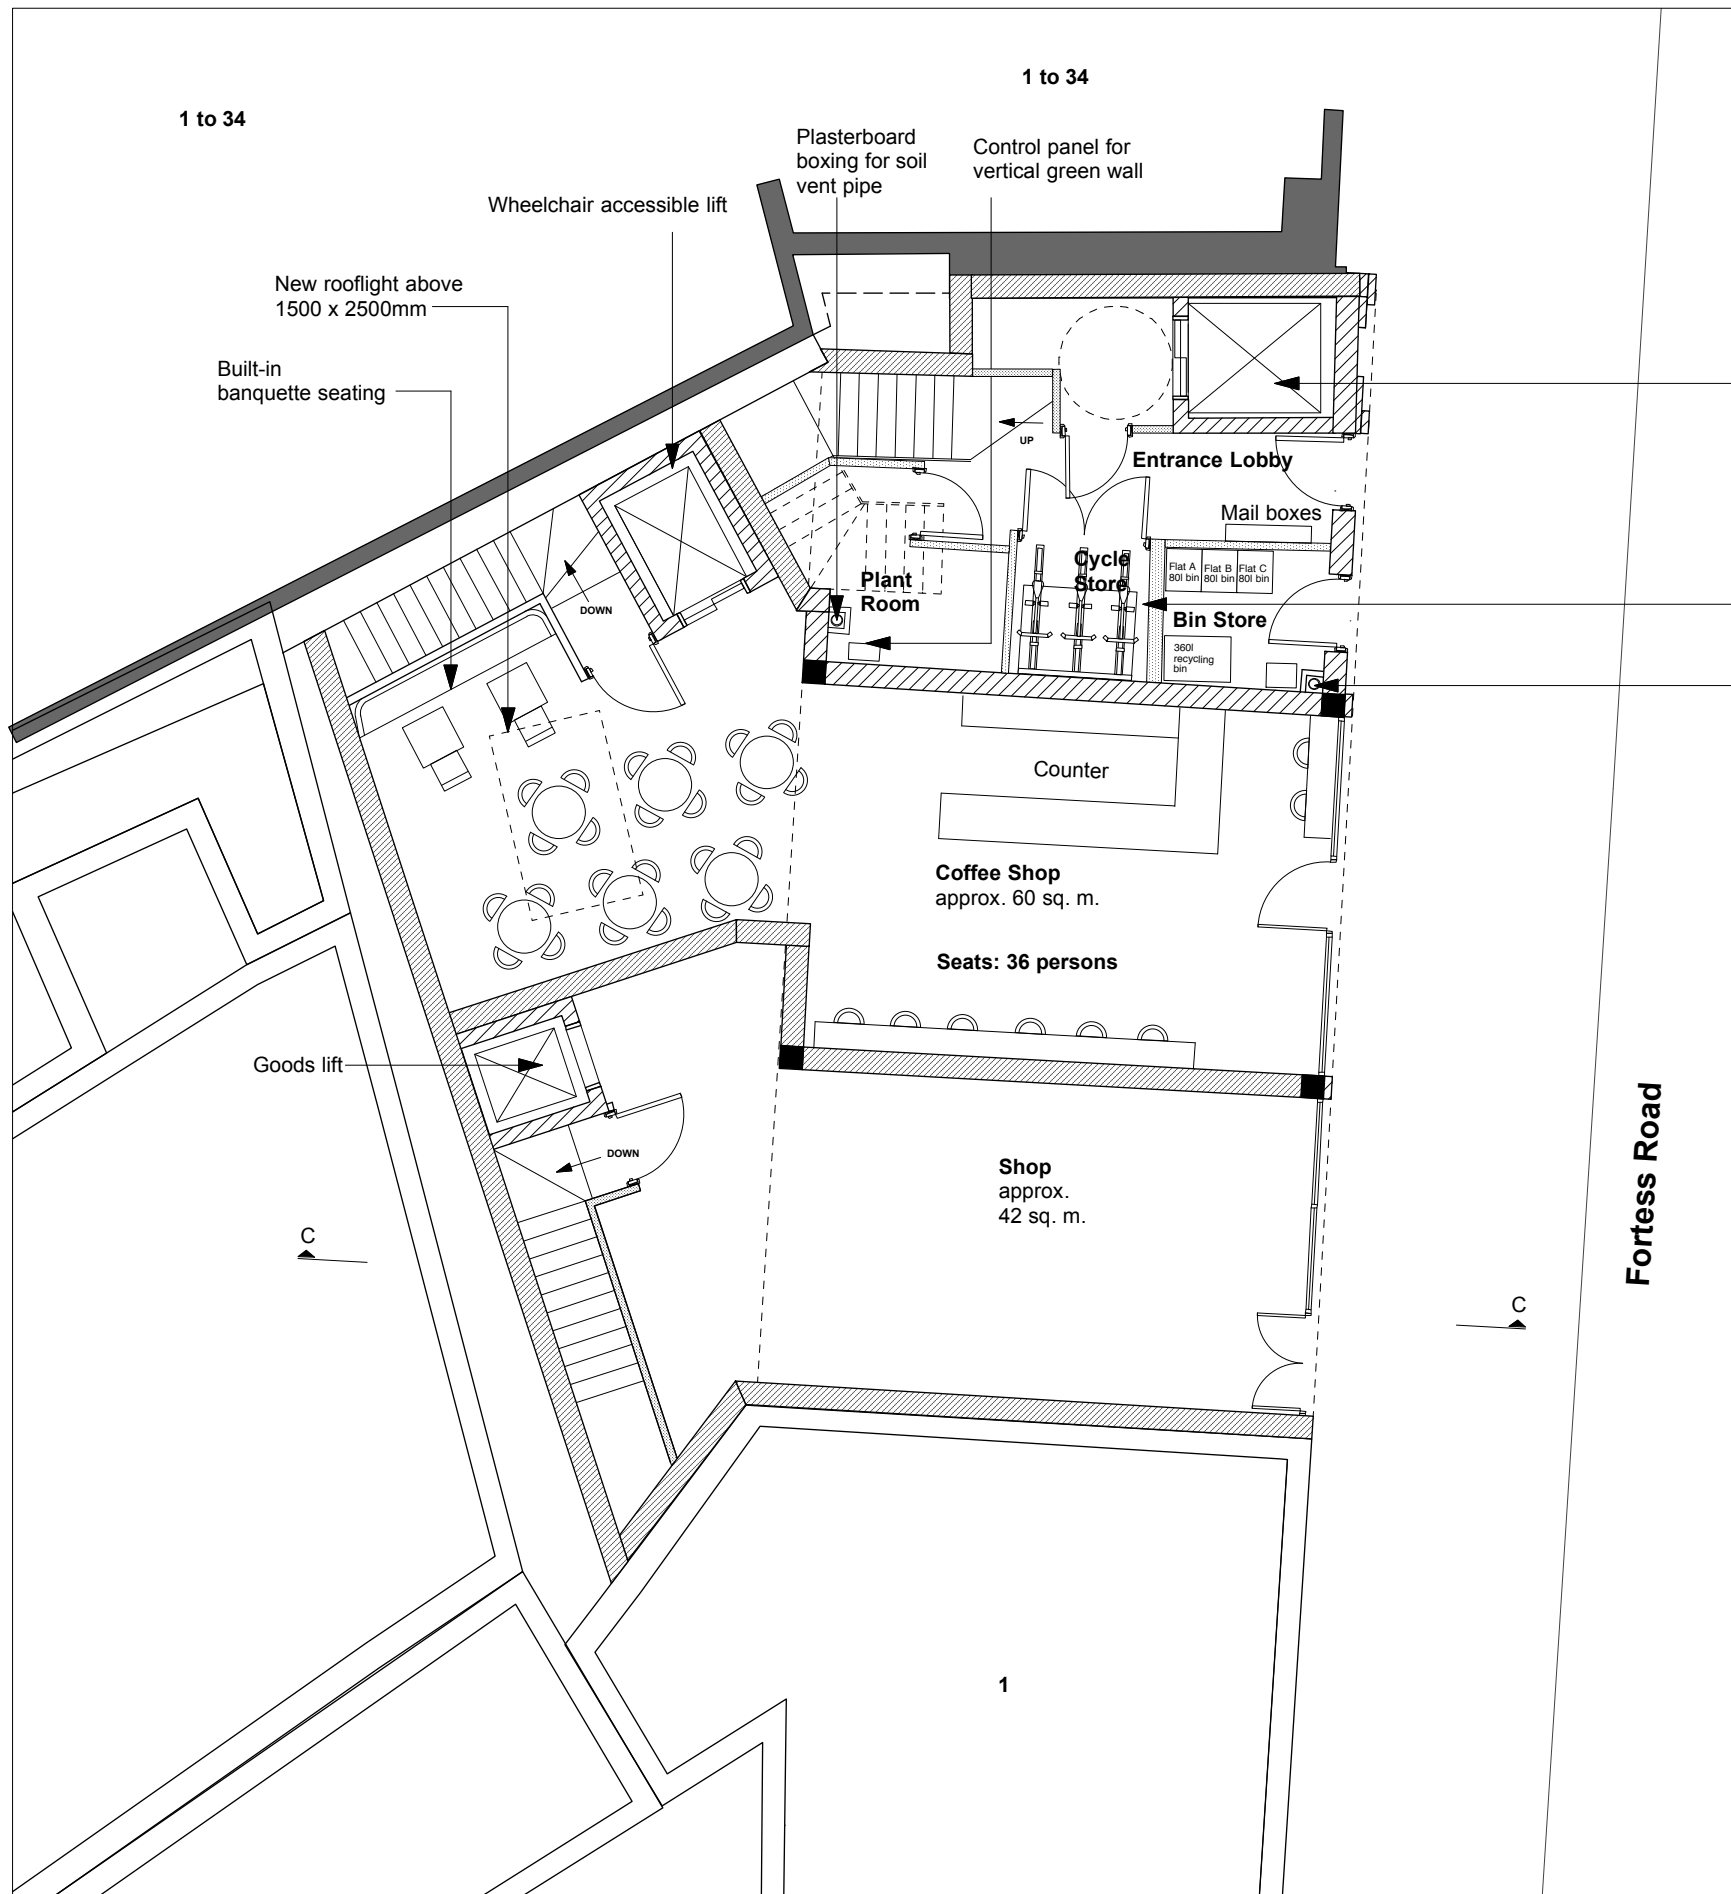 1 to 34
1 to 34
Plasterboard
boxing for soil
vent pipe
Control panel for
vertical green wall
Wheelchair accessible lift
New rooflight above
1500 x 2500mm
Built-in
banquette seating
UP
Entrance Lobby
Mail boxes
Cycle
Store
Flat A
80l bin
Flat B
80l bin
Flat C
80l bin
Plant
Room
DOWN
Bin Store
360l
recycling
bin
Counter
Coffee Shop
approx. 60 sq. m.
Seats: 36 persons
Goods lift
DOWN
Shop
approx.
42 sq. m.
Fortess Road
C
C
1